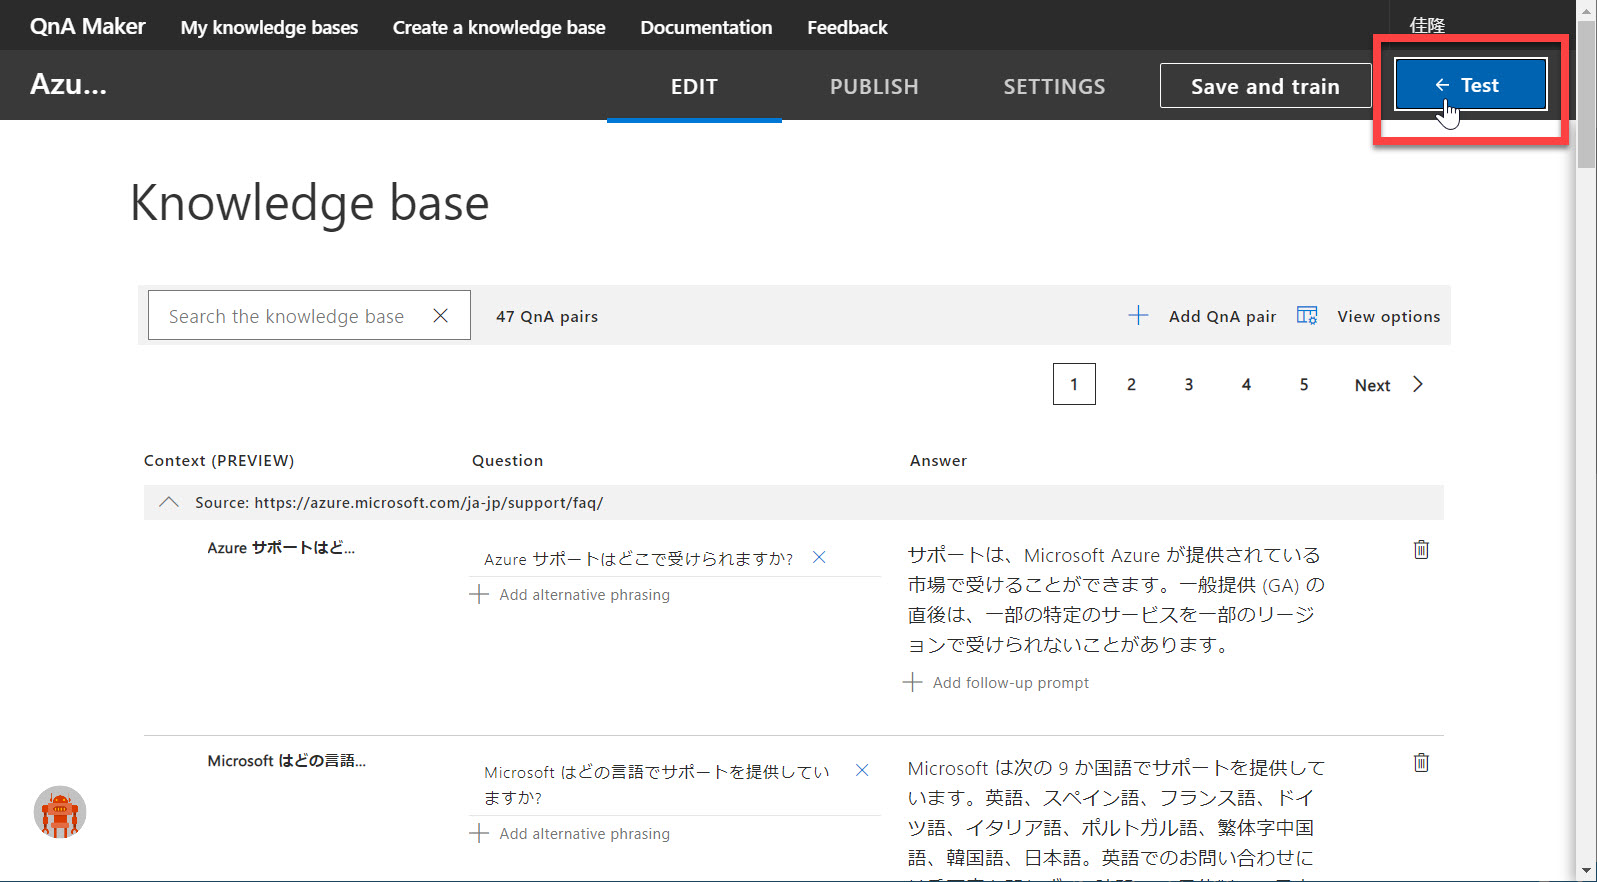 QnA Maker My knowledge bases Create a knowledge base Documentation Feedback 佳隆
Azu... EDIT PUBLISH SETTINGS Save and train ← Test
Knowledge base
Search the knowledge base 47 QnA pairs Add QnA pair View options
1 2 3 4 5 Next
Context (PREVIEW) Question Answer
Source: https://azure.microsoft.com/ja-jp/support/faq/
Azure サポートはど...
Azure サポートはどこで受けられますか?
Add alternative phrasing
サポートは、Microsoft Azure が提供されている
市場で受けることができます。一般提供 (GA) の
直後は、一部の特定のサービスを一部のリージ
ョンで受けられないことがあります。
Add follow-up prompt
Microsoft はどの言語...
Microsoft はどの言語でサポートを提供してい
ますか?
Add alternative phrasing
Microsoft は次の 9 か国語でサポートを提供して
います。英語、スペイン語、フランス語、ドイ
ツ語、イタリア語、ポルトガル語、繁体字中国
語、韓国語、日本語。英語でのお問い合わせに